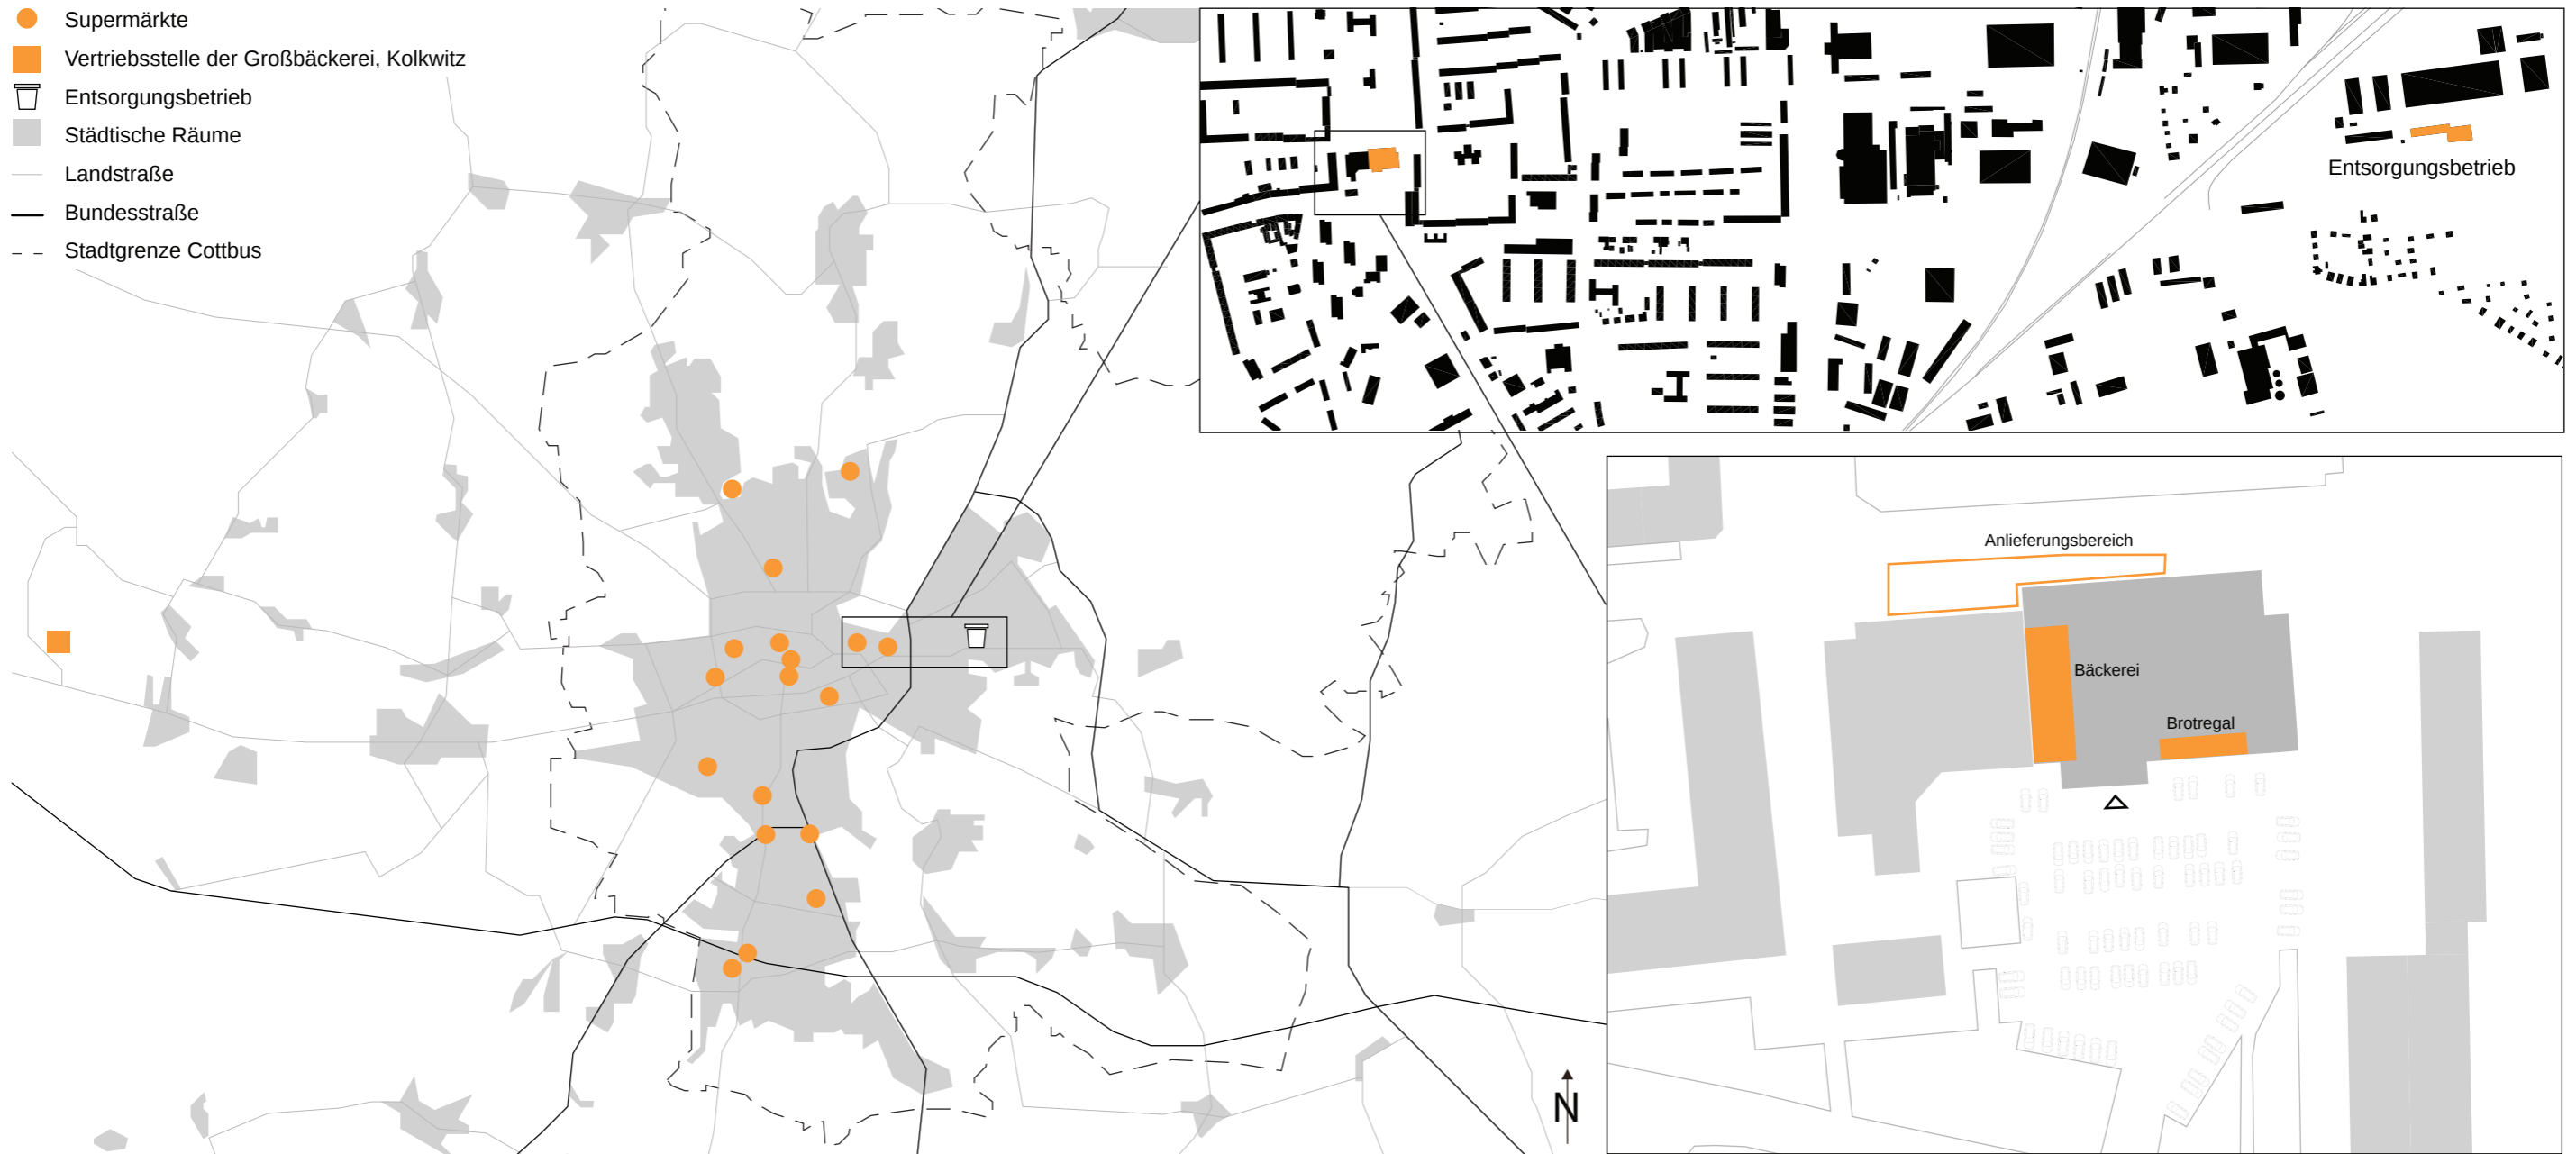 Supermärkte
Vertriebsstelle der Großbäckerei, Kolkwitz
Entsorgungsbetrieb
Städtische Räume
Landstraße
Bundesstraße
Stadtgrenze Cottbus
Entsorgungsbetrieb
Anlieferungsbereich
Bäckerei
Brotregal
N